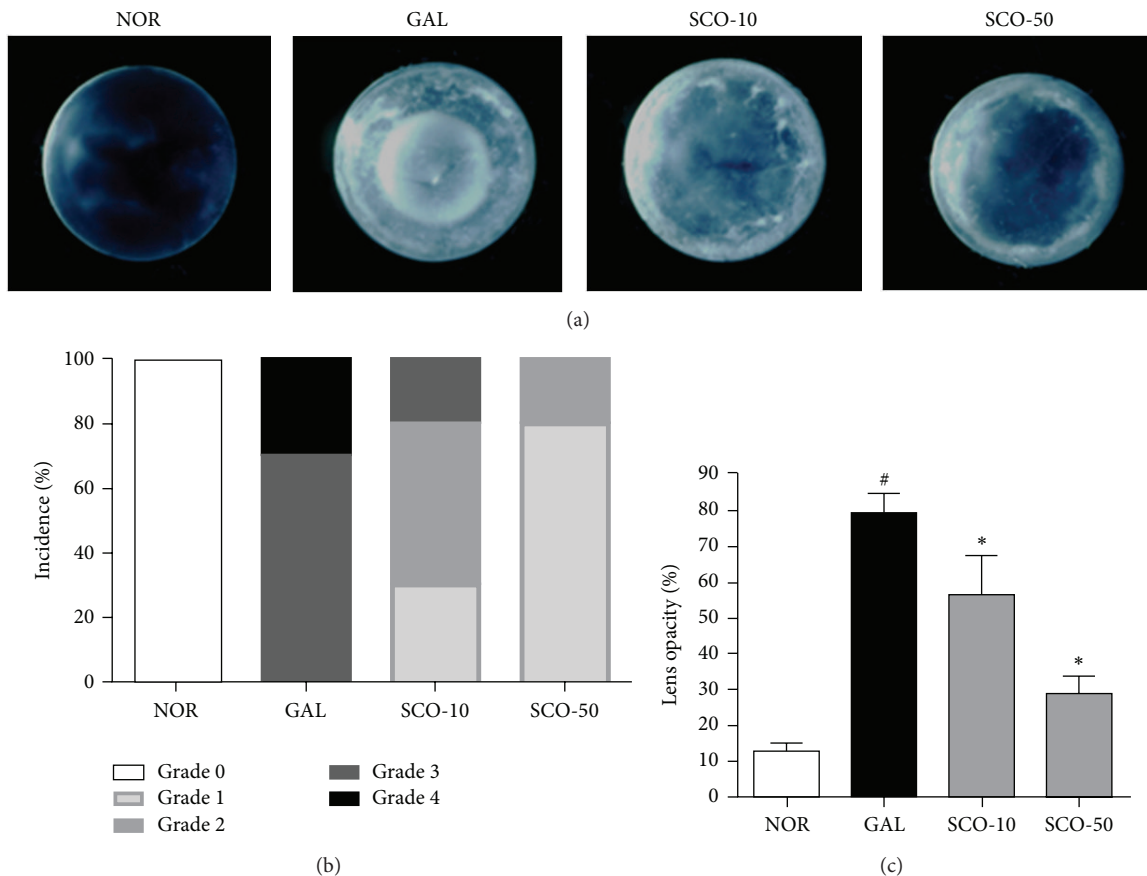 NOR GAL SCO-10 SCO-50
(a)
100
80
60
40
20
0
Incidence (%)
NOR GAL SCO-10 SCO-50
Grade 0
Grade 1
Grade 2
Grade 3
Grade 4
(b)
90
80
70
60
50
40
30
20
10
0
Lens opacity (%)
#
*
*
NOR GAL SCO-10 SCO-50
(c)